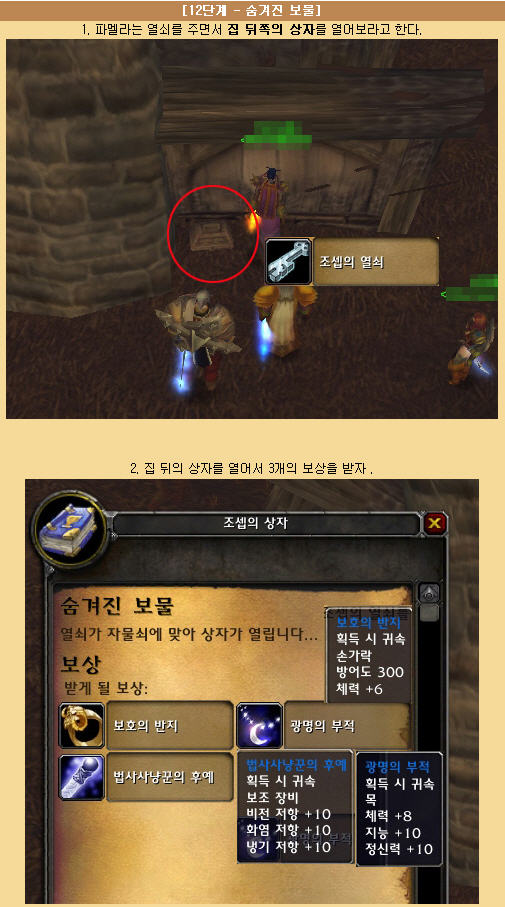 [12단계 - 숨겨진 보물]
1. 파멜라는 열쇠를 주면서 집 뒤쪽의 상자를 열어보라고 한다.
조셉의 열쇠
2. 집 뒤의 상자를 열어서 3개의 보상을 받자 .
조셉의 상자
숨겨진 보물
열쇠가 자물쇠에 맞아 상자가 열립니다...
보상
받게 될 보상:
보호의 반지
광명의 부적
법사사냥꾼의 후예
보호의 반지
획득 시 귀속
손가락
방어도 300
체력 +6
법사사냥꾼의 후예
획득 시 귀속
보조 장비
비전 저항 +10
화염 저항 +10
냉기 저항 +10
광명의 부적
획득 시 귀속
목
체력 +8
지능 +10
정신력 +10